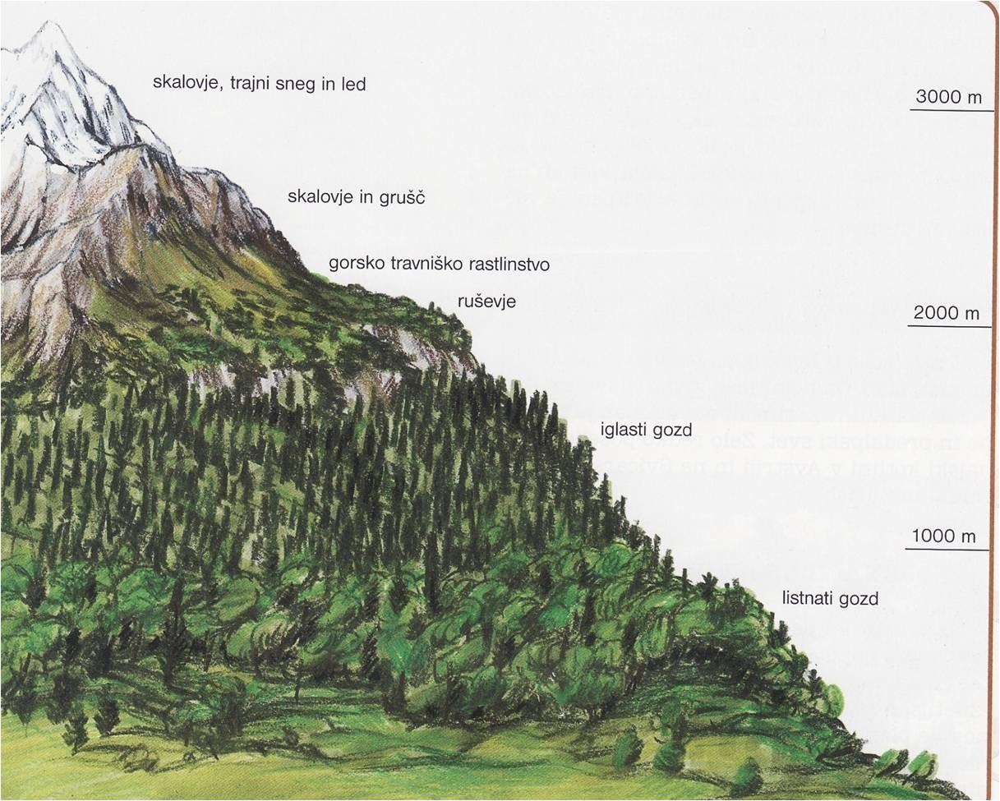 skalovje, trajni sneg in led
3000 m
skalovje in grušč
gorsko travniško rastlinstvo
ruševje
2000 m
iglasti gozd
1000 m
listnati gozd